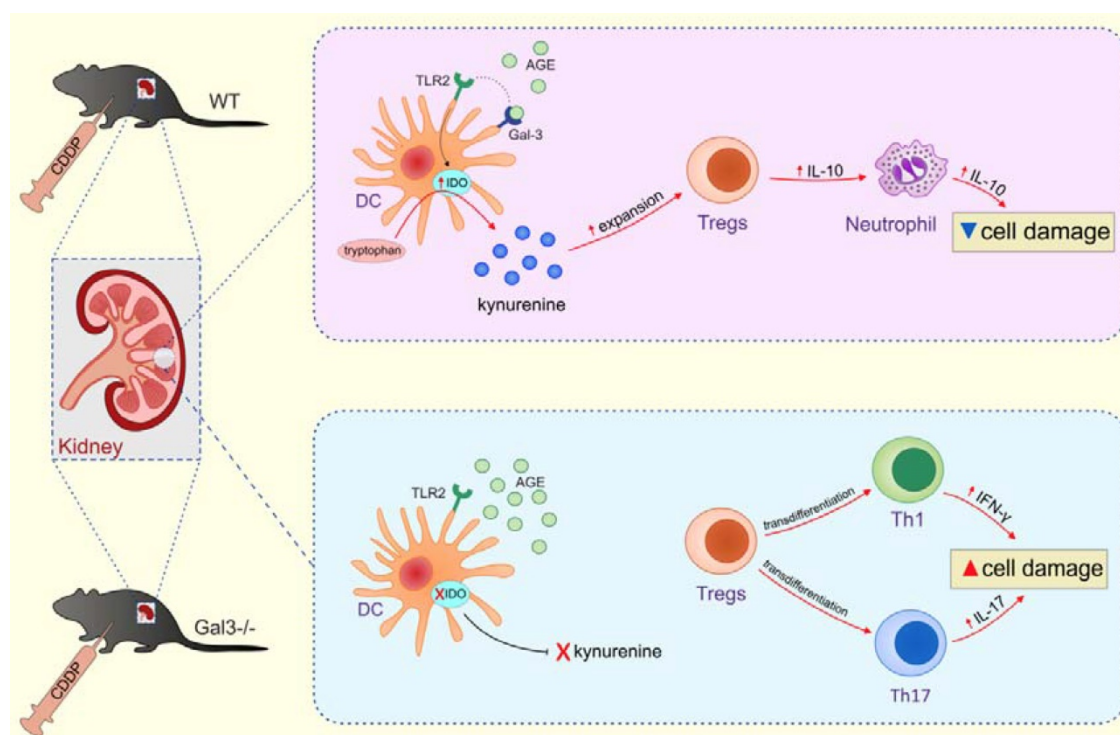 WT
CDDP
Kidney
Gal3-/-
CDDP
AGE
TLR2
Gal-3
IDO
DC
tryptophan
kynurenine
↑ expansion
Tregs
↑ IL-10
Neutrophil
↑ IL-10
▼ cell damage
AGE
TLR2
XIDO
DC
X kynurenine
Tregs
transdifferentiation
transdifferentiation
Th1
Th17
↑ IFN-γ
↑ IL-17
▲ cell damage